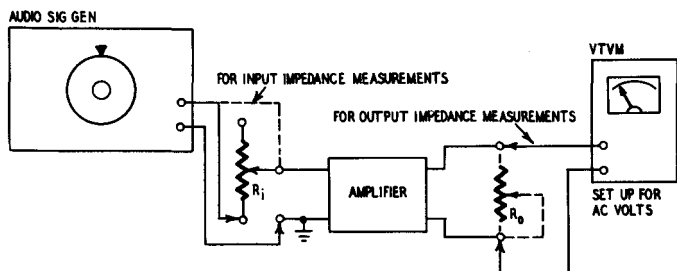 AUDIO SIG GEN
VTVM
FOR INPUT IMPEDANCE MEASUREMENTS
FOR OUTPUT IMPEDANCE MEASUREMENTS
Ri
AMPLIFIER
Ro
SET UP FOR
AC VOLTS